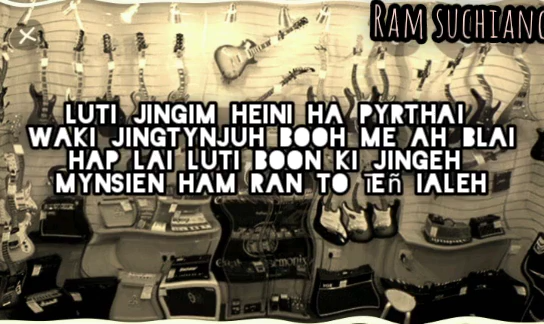 RAM SUCHIANG
LUTI JINGIM HEINI HA PYRTHAI
WAKI JINGTYNJUH BOOH ME AH BLAI
HAP LAI LUTI BOON KI JINGEH
MYNSIEN HAM RAN TO TEÑ IALEH